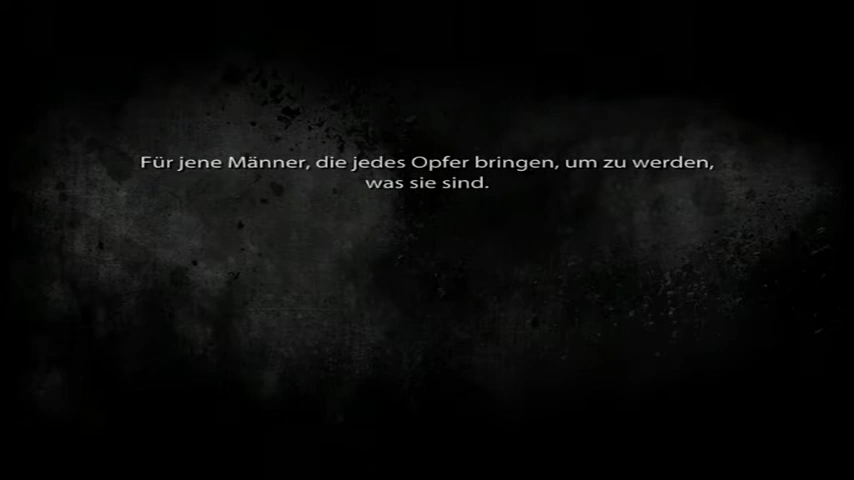 Für jene Männer, die jedes Opfer bringen, um zu werden,
was sie sind.